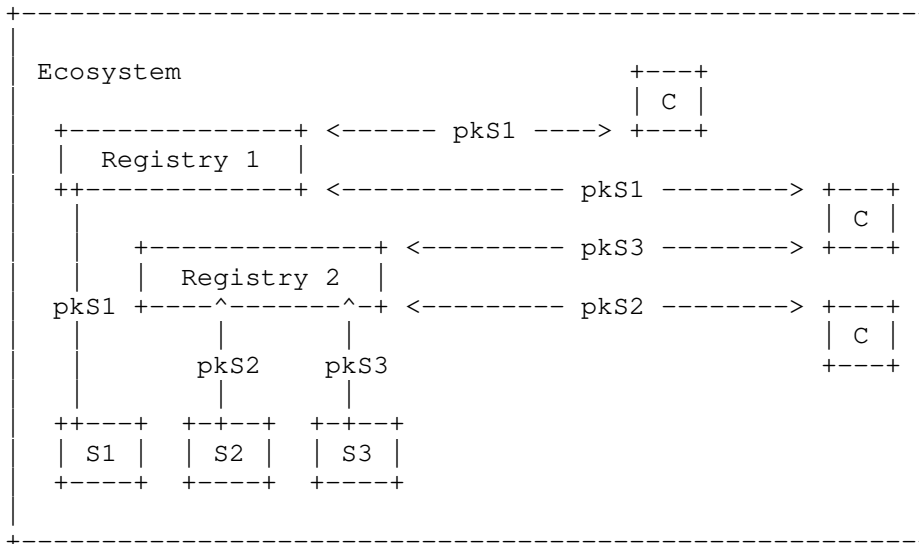 Ecosystem
C
pkS1
Registry 1
pkS1
C
pkS3
Registry 2
pkS1 pkS2
C
pkS2 pkS3
S1 S2 S3